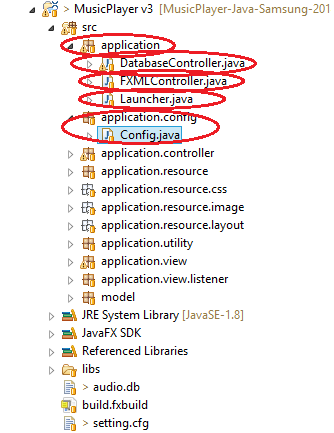 > MusicPlayer v3 [MusicPlayer-Java-Samsung-201
src
application
DatabaseController.java
FXMLController.java
Launcher.java
application.config
Config.java
application.controller
application.resource
application.resource.css
application.resource.image
application.resource.layout
application.utility
application.view
application.view.listener
model
JRE System Library [JavaSE-1.8]
JavaFX SDK
Referenced Libraries
> libs
> audio.db
build.fxbuild
> setting.cfg